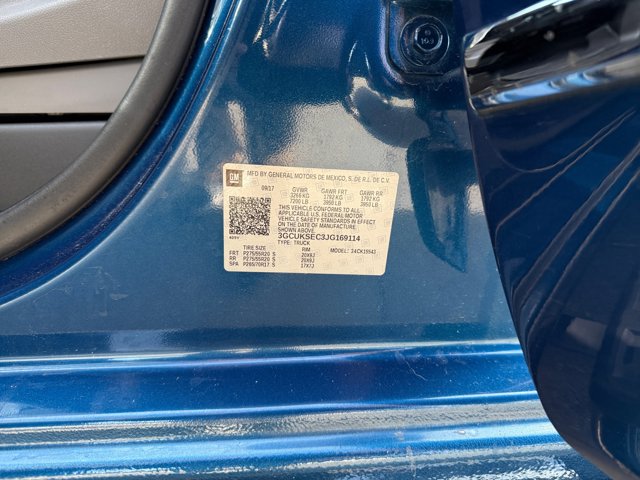 GM
MFD BY GENERAL MOTORS DE MEXICO, S. DE R.L. DE C.V.
09/17 GVWR GAWR FRT GAWR RR
3266 KG 1792 KG 1792 KG
7200 LB 3950 LB 3950 LB
THIS VEHICLE CONFORMS TO ALL
APPLICABLE U.S. FEDERAL MOTOR
VEHICLE SAFETY STANDARDS IN EFFECT
ON THE DATE OF MANUFACTURE
SHOWN ABOVE.
3GCUKSEC3JG169114
TYPE: TRUCK MODEL: 24CK15543
TIRE SIZE RIM
FRT P275/55R20 S 20X9J
RR P275/55R20 S 20X9J
SPA P265/70R17 S 17X7J